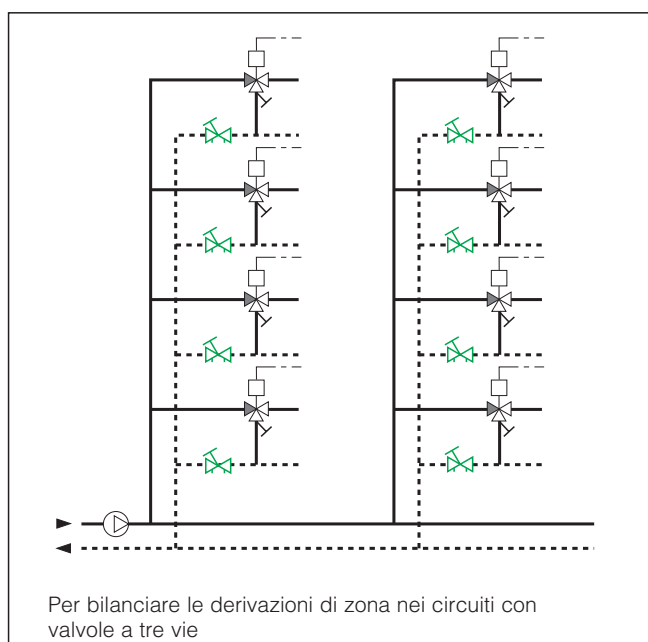 Per bilanciare le derivazioni di zona nei circuiti con
valvole a tre vie